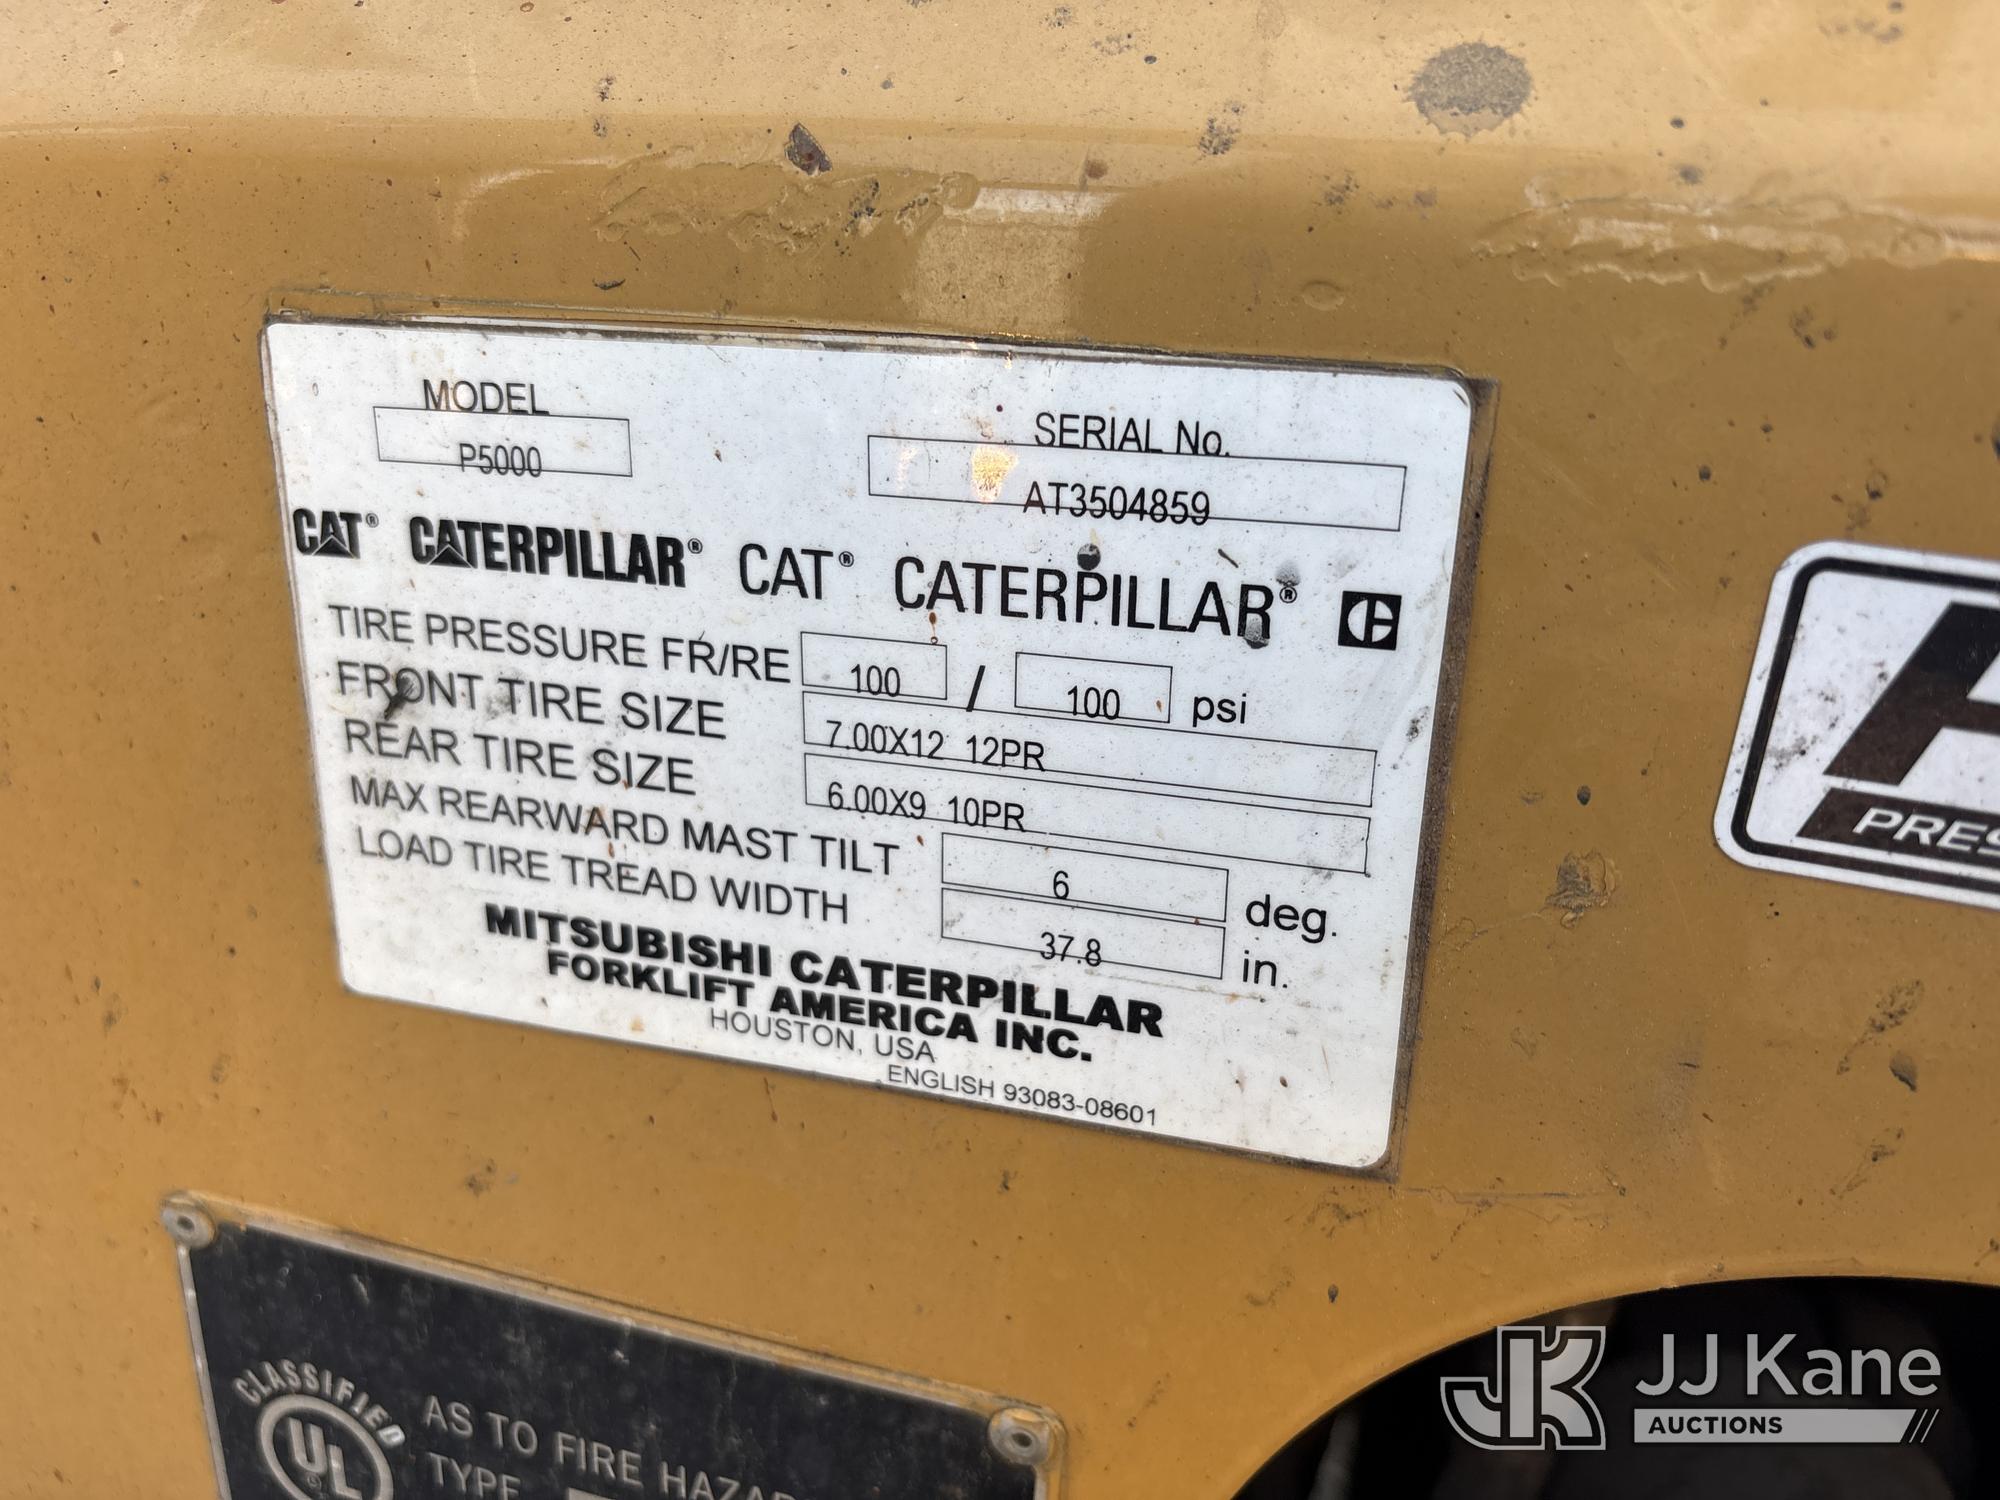 MODEL
P5000
SERIAL No.
AT3504859
CAT® CATERPILLAR® CAT® CATERPILLAR®
TIRE PRESSURE FR/RE 100 / 100 psi
FRONT TIRE SIZE 7.00X12 12PR
REAR TIRE SIZE 6.00X9 10PR
MAX REARWARD MAST TILT 6 deg.
LOAD TIRE TREAD WIDTH 37.8 in.
MITSUBISHI CATERPILLAR
FORKLIFT AMERICA INC.
HOUSTON, USA
ENGLISH 93083-08601
CLASSIFIED
UL
AS TO FIRE
TYPE
JJ Kane
AUCTIONS